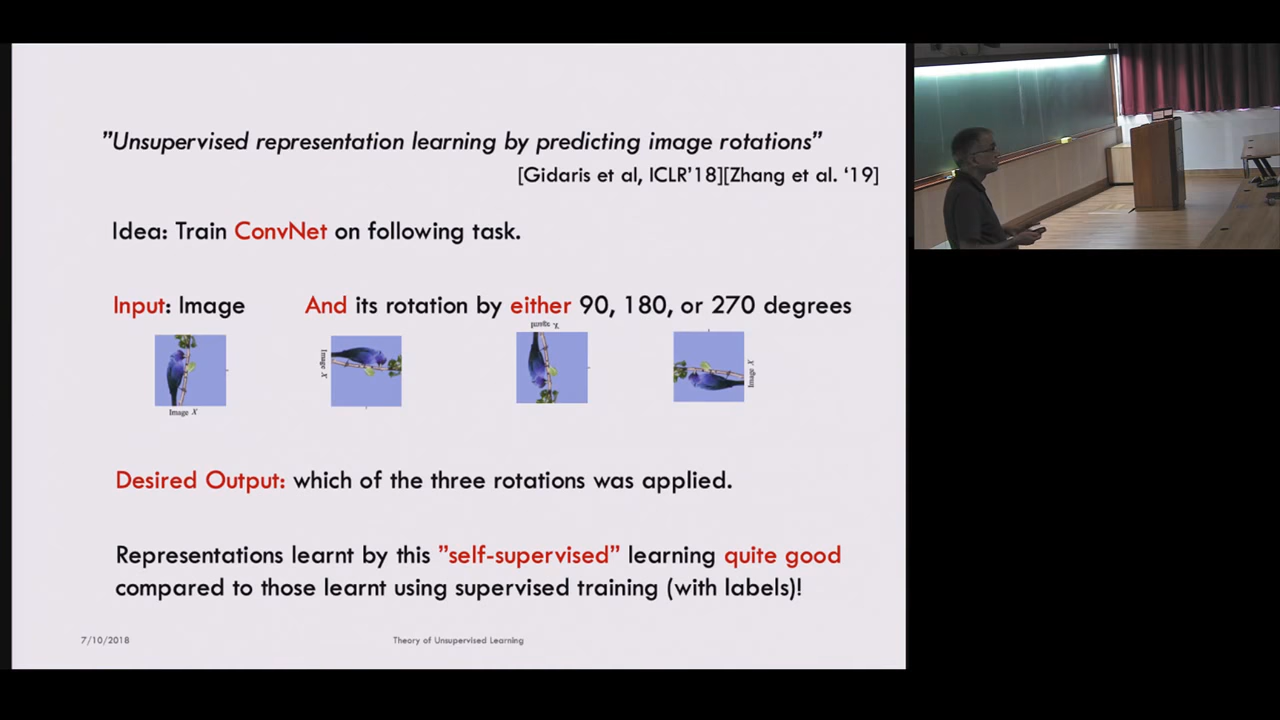 ”Unsupervised representation learning by predicting image rotations”
[Gidaris et al, ICLR’18][Zhang et al. ‘19]
Idea: Train ConvNet on following task.
Input: Image And its rotation by either 90, 180, or 270 degrees
Image X
Image X
Image X
Image X
Desired Output: which of the three rotations was applied.
Representations learnt by this ”self-supervised” learning quite good
compared to those learnt using supervised training (with labels)!
7/10/2018 Theory of Unsupervised Learning